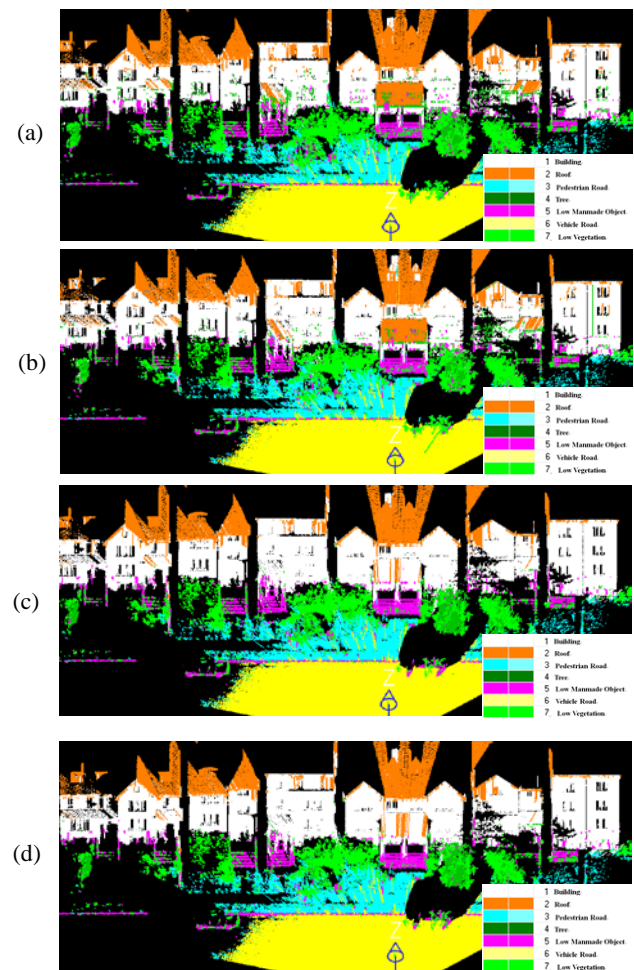 (a)
Z
1 Building
2 Roof
3 Pedestrian Road
4 Tree
5 Low Manmade Object
6 Vehicle Road
7 Low Vegetation
(b)
Z
1 Building
2 Roof
3 Pedestrian Road
4 Tree
5 Low Manmade Object
6 Vehicle Road
7 Low Vegetation
(c)
Z
1 Building
2 Roof
3 Pedestrian Road
4 Tree
5 Low Manmade Object
6 Vehicle Road
7 Low Vegetation
(d)
Z
1 Building
2 Roof
3 Pedestrian Road
4 Tree
5 Low Manmade Object
6 Vehicle Road
7 Low Vegetation